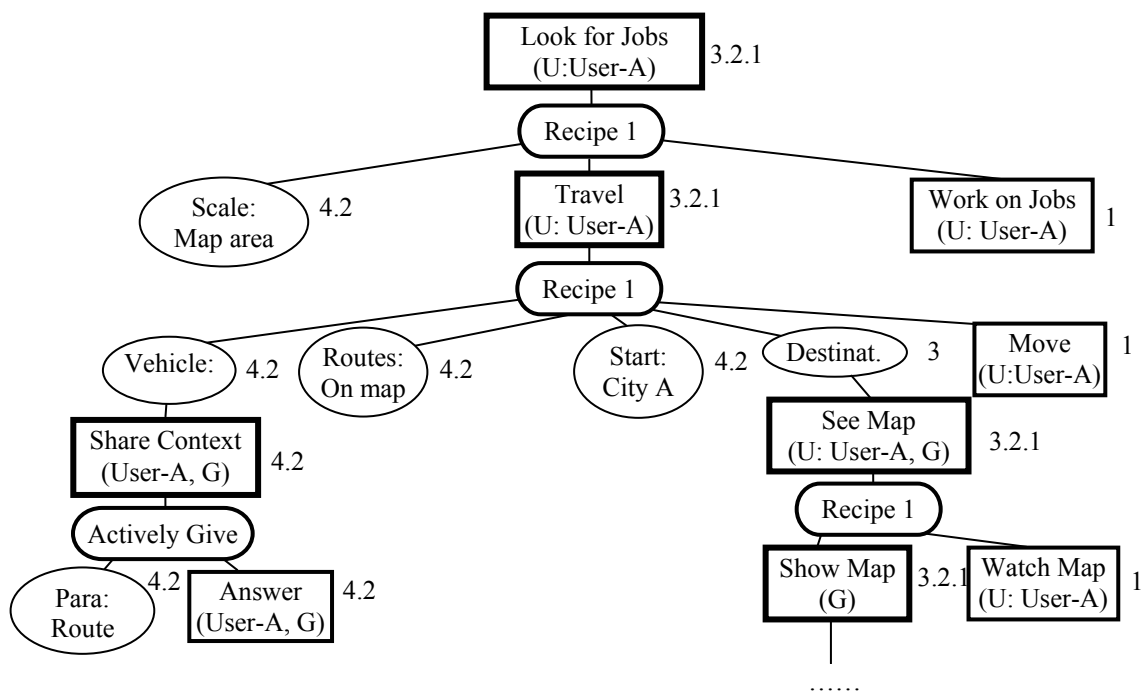 Look for Jobs
(U:User-A)
3.2.1
Recipe 1
Scale:
Map area
4.2
Travel
(U: User-A)
3.2.1
Work on Jobs
(U: User-A)
1
Recipe 1
Vehicle:
4.2
Routes:
On map
4.2
Start:
City A
4.2
Destinat.
3
Move
(U:User-A)
1
Share Context
(User-A, G)
4.2
See Map
(U: User-A, G)
3.2.1
Actively Give
Recipe 1
Para:
Route
4.2
Answer
(User-A, G)
4.2
Show Map
(G)
3.2.1
Watch Map
(U: User-A)
1
……